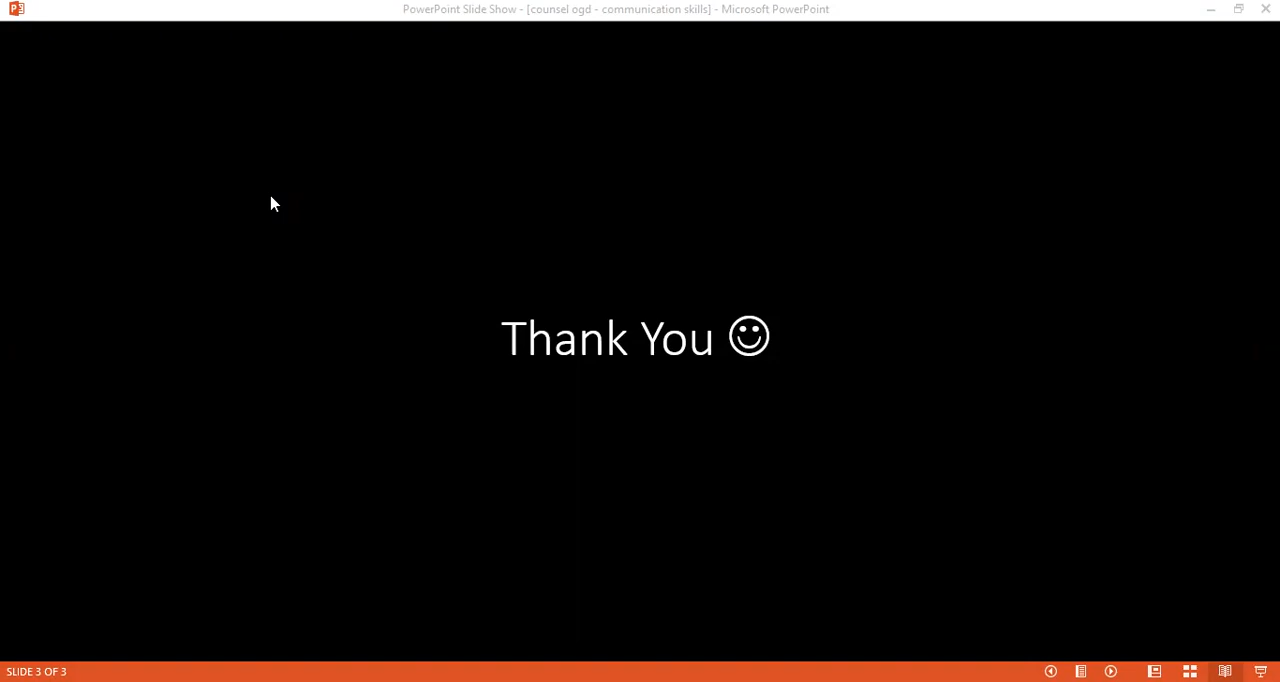 PowerPoint Slide Show - [counsel ogd - communication skills] - Microsoft PowerPoint
Thank You ☺
SLIDE 3 OF 3